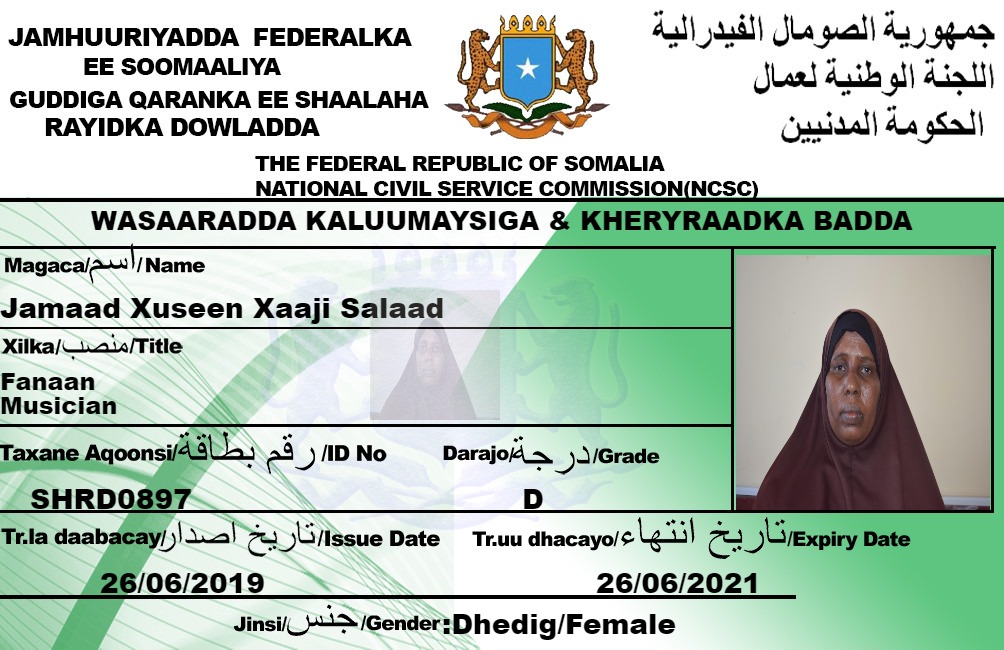 JAMHUURIYADDA FEDERALKA
EE SOOMAALIYA
GUDDIGA QARANKA EE SHAALAHA
RAYIDKA DOWLADDA
جمهورية الصومال الفيدرالية
اللجنة الوطنية لعمال
الحكومة المدنيين
THE FEDERAL REPUBLIC OF SOMALIA
NATIONAL CIVIL SERVICE COMMISSION(NCSC)
WASAARADDA KALUUMAYSIGA & KHERYRAADKA BADDA
Magaca/اسم/Name
Jamaad Xuseen Xaaji Salaad
Xilka/منصب/Title
Fanaan
Musician
Taxane Aqoonsi/رقم بطاقة/ID No
Darajo/درجة/Grade
SHRD0897
D
Tr.la daabacay/تاريخ اصدار/Issue Date
Tr.uu dhacayo/تاريخ انتهاء/Expiry Date
26/06/2019
26/06/2021
Jinsi/جنس/Gender:Dhedig/Female